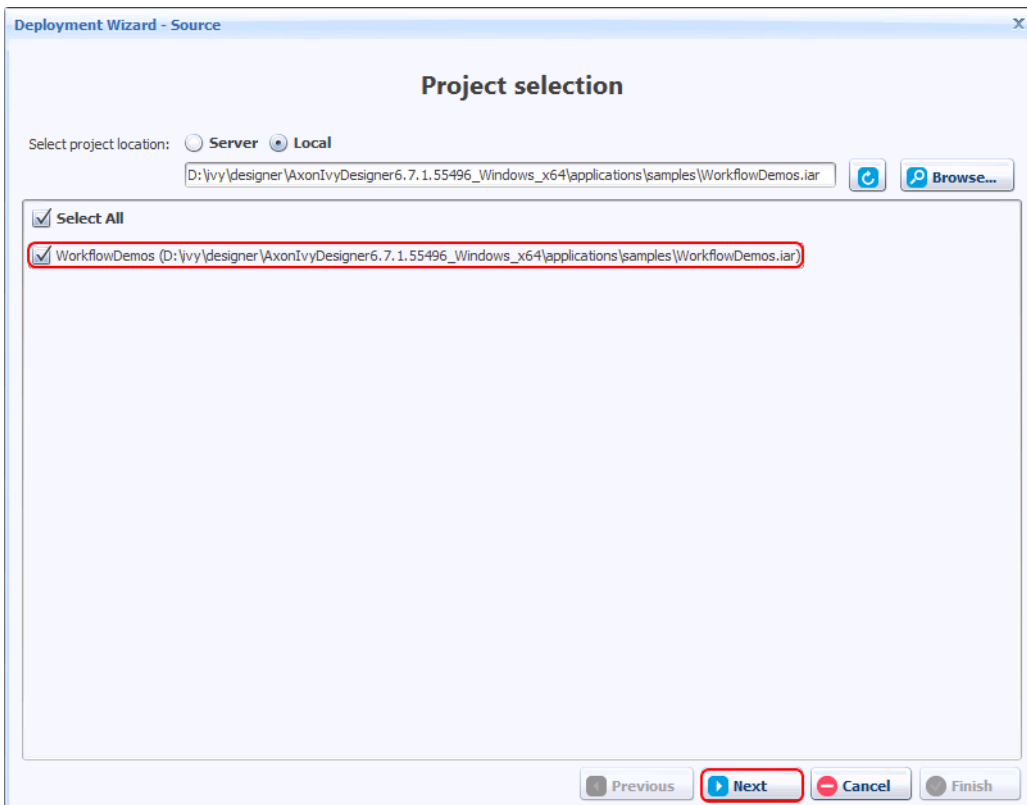 Deployment Wizard - Source
Project selection
Select project location: Server Local
D:\ivy\designer\AxonIvyDesigner6.7.1.55496_Windows_x64\applications\samples\WorkflowDemos.iar Browse...
Select All
WorkflowDemos (D:\ivy\designer\AxonIvyDesigner6.7.1.55496_Windows_x64\applications\samples\WorkflowDemos.iar)
Previous Next Cancel Finish